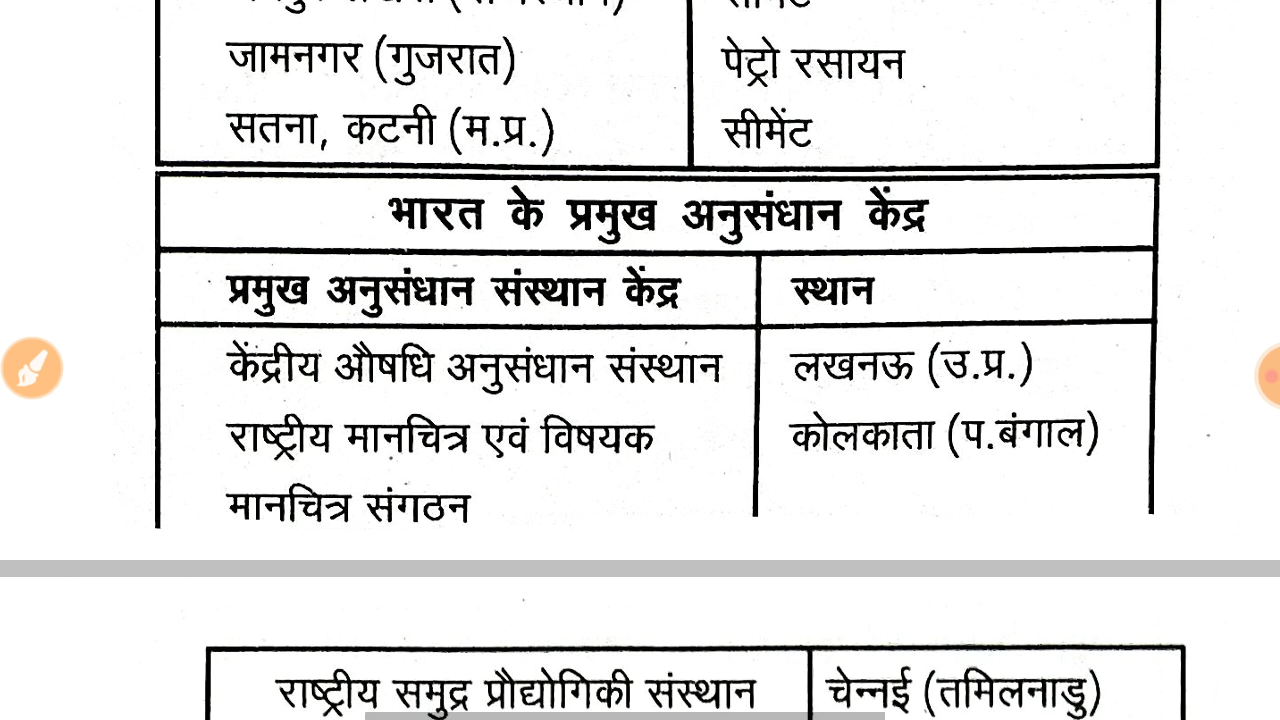 जामनगर (गुजरात) पेट्रो रसायन
सतना, कटनी (म.प्र.) सीमेंट
भारत के प्रमुख अनुसंधान केंद्र
प्रमुख अनुसंधान संस्थान केंद्र स्थान
केंद्रीय औषधि अनुसंधान संस्थान लखनऊ (उ.प्र.)
राष्ट्रीय मानचित्र एवं विषयक कोलकाता (प.बंगाल)
मानचित्र संगठन
राष्ट्रीय समुद्र प्रौद्योगिकी संस्थान चेन्नई (तमिलनाडु)